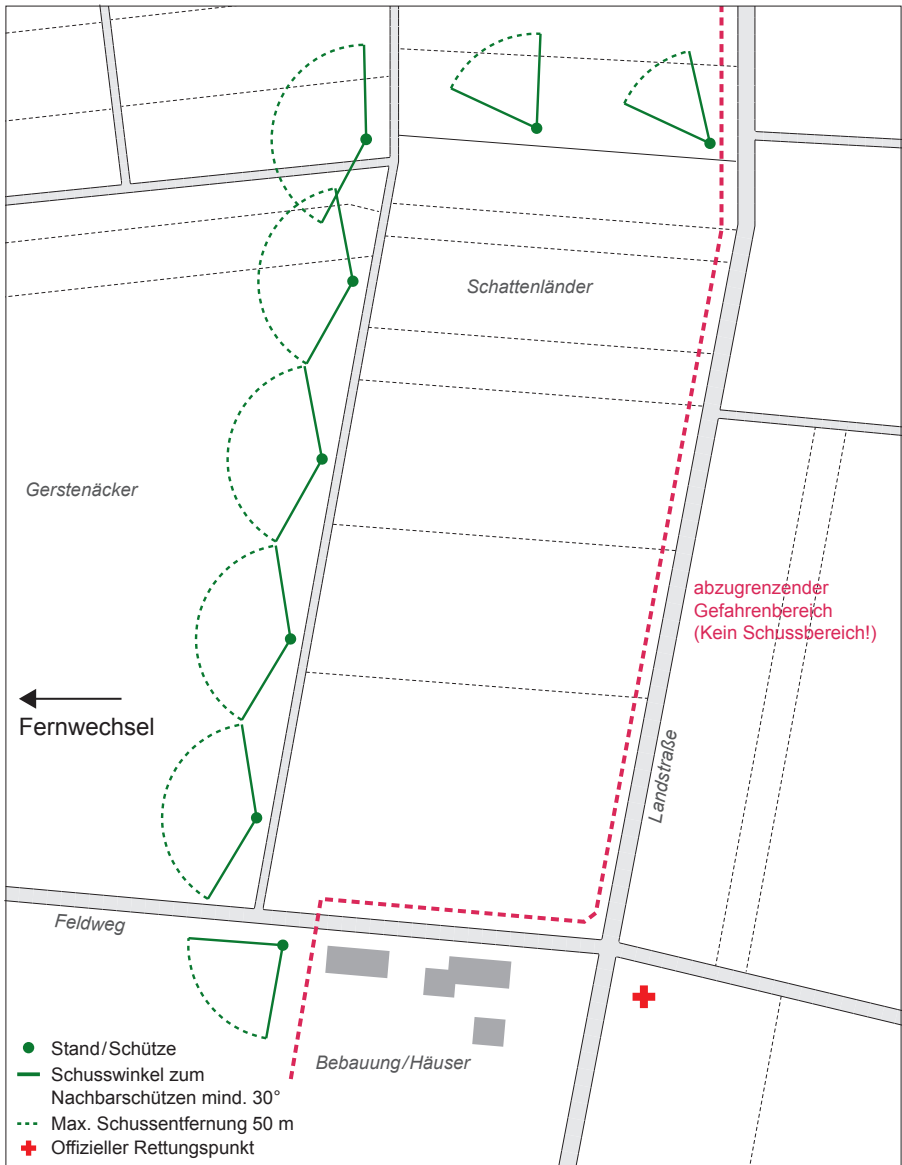 Schattenländer
Gerstenäcker
abzugrenzender
Gefahrenbereich
(Kein Schussbereich!)
Fernwechsel
Landstraße
Feldweg
Bebauung/Häuser
Stand/Schütze
Schusswinkel zum
Nachbarschützen mind. 30°
Max. Schussentfernung 50 m
Offizieller Rettungspunkt